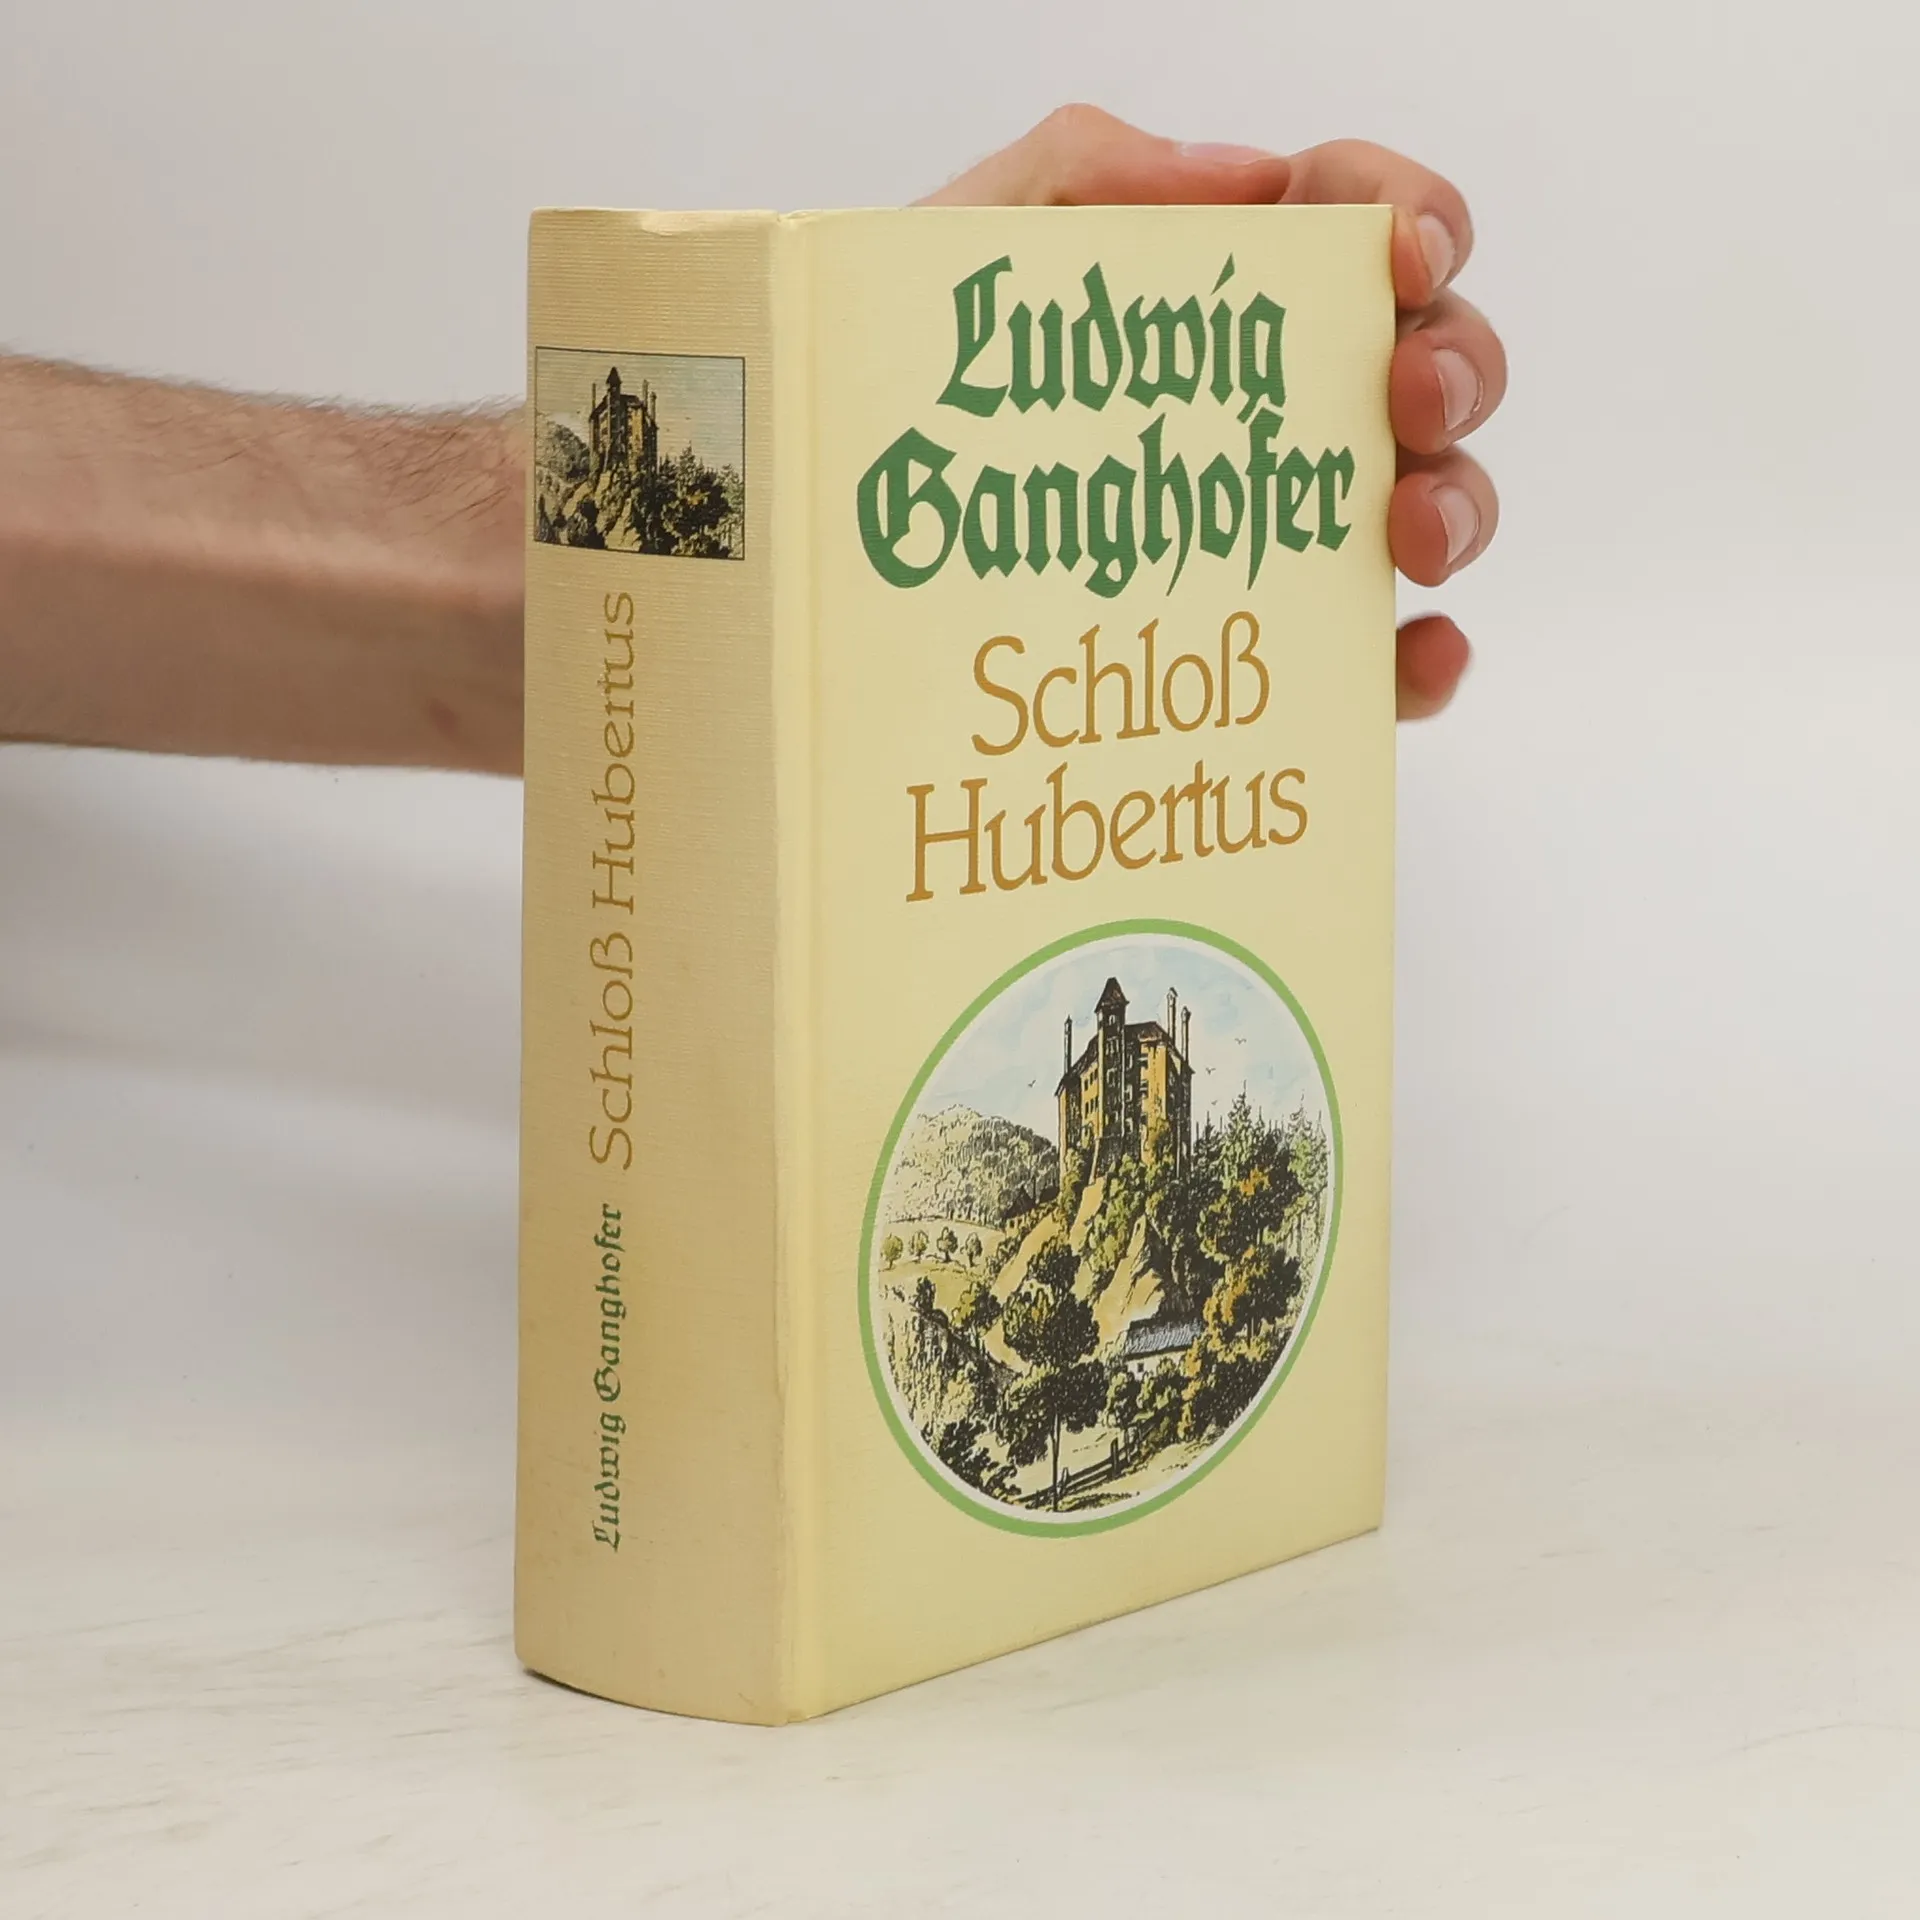 Ludwig
Ganghofer
Schloß
Hubertus
Ludwig Ganghofer Schloß Hubertus